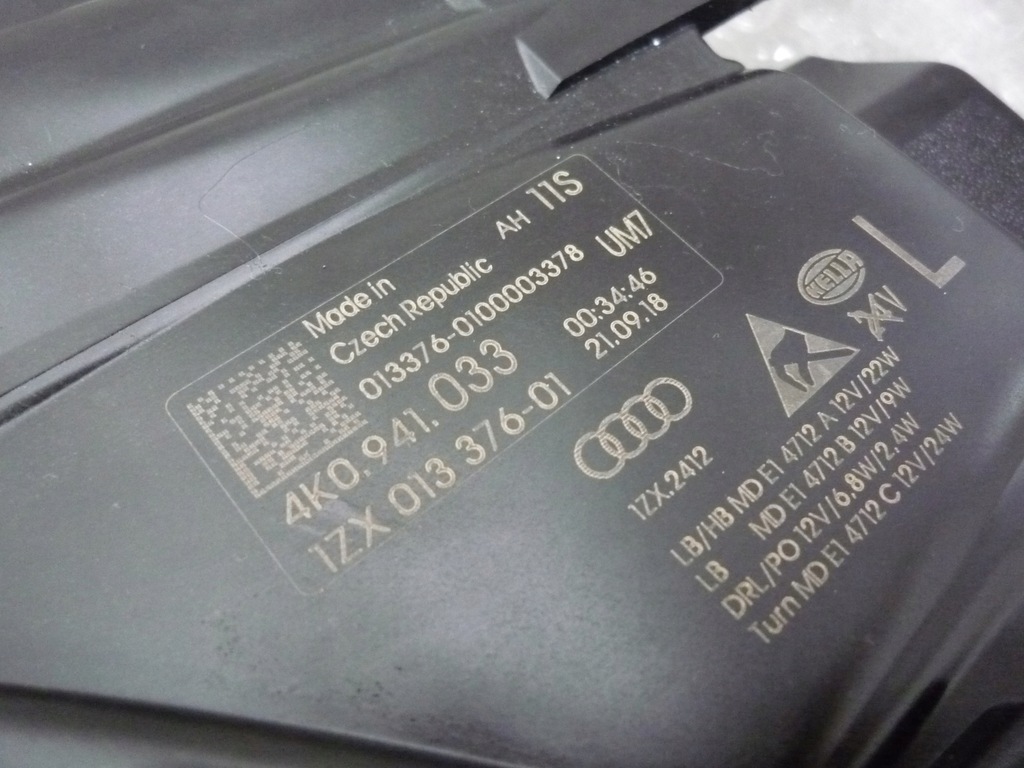 Made in
Czech Republic
AH 11S
013376-0100003378 UM7
4K0.941.033
00:34:46
21.09.18
1ZX 013 376-01
HELLA
L
24V
1ZX.2412
LB/HB MD E1 4712 A 12V/22W
LB MD E1 4712 B 12V/9W
DRL/PO 12V/6.8W/2.4W
Turn MD E1 4712 C 12V/24W